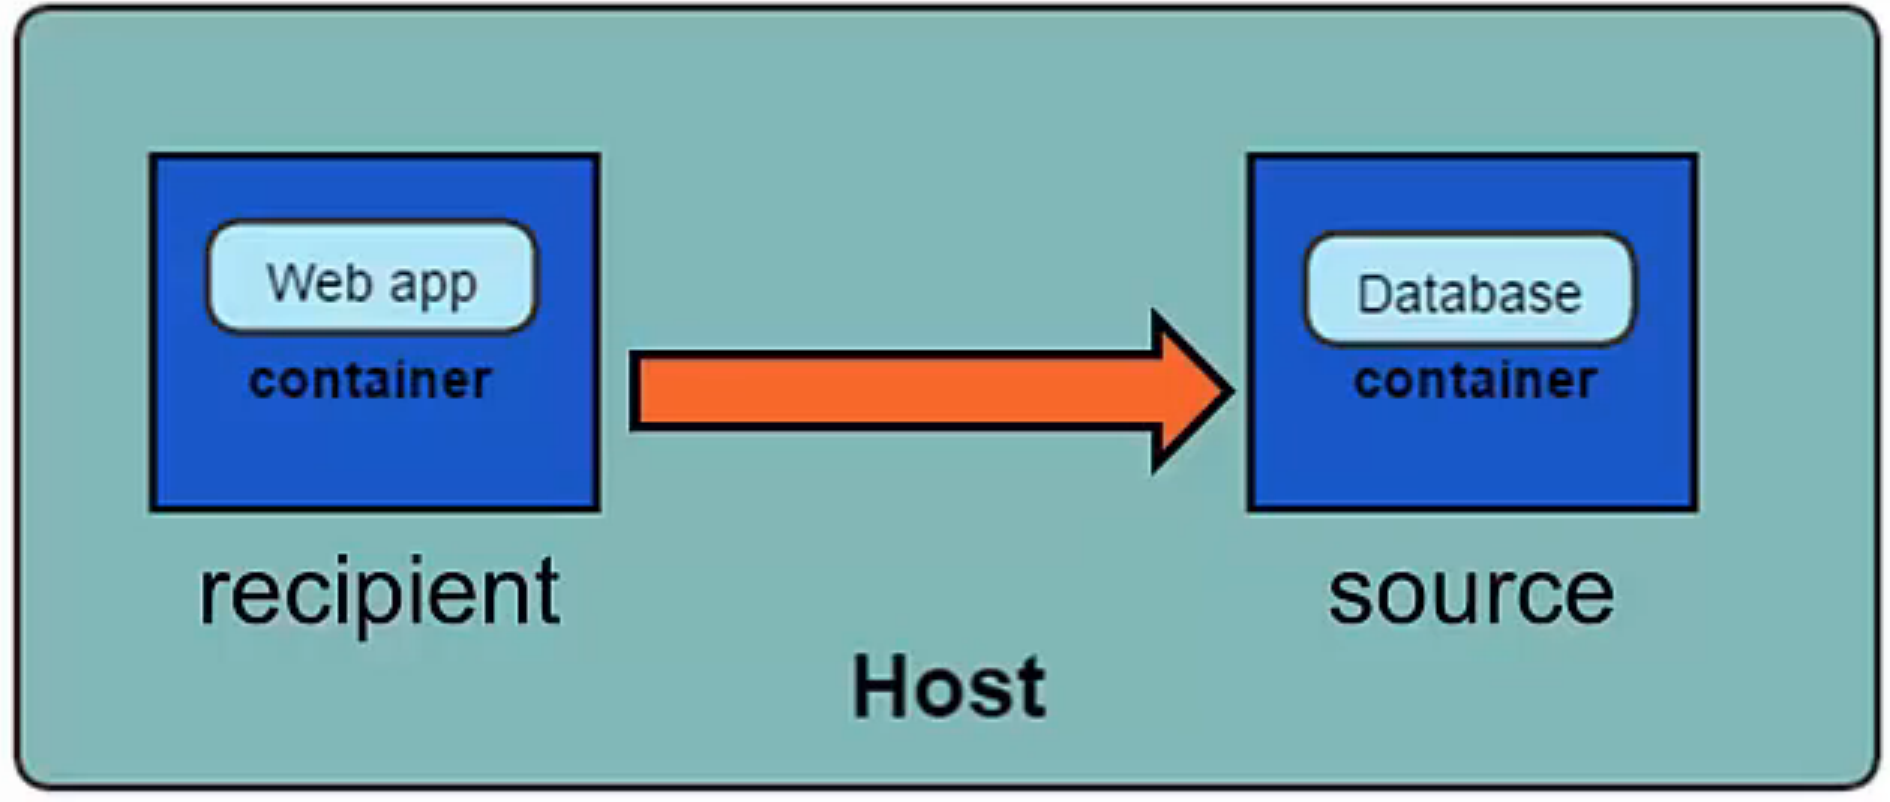 Web app
container
recipient
Database
container
source
Host